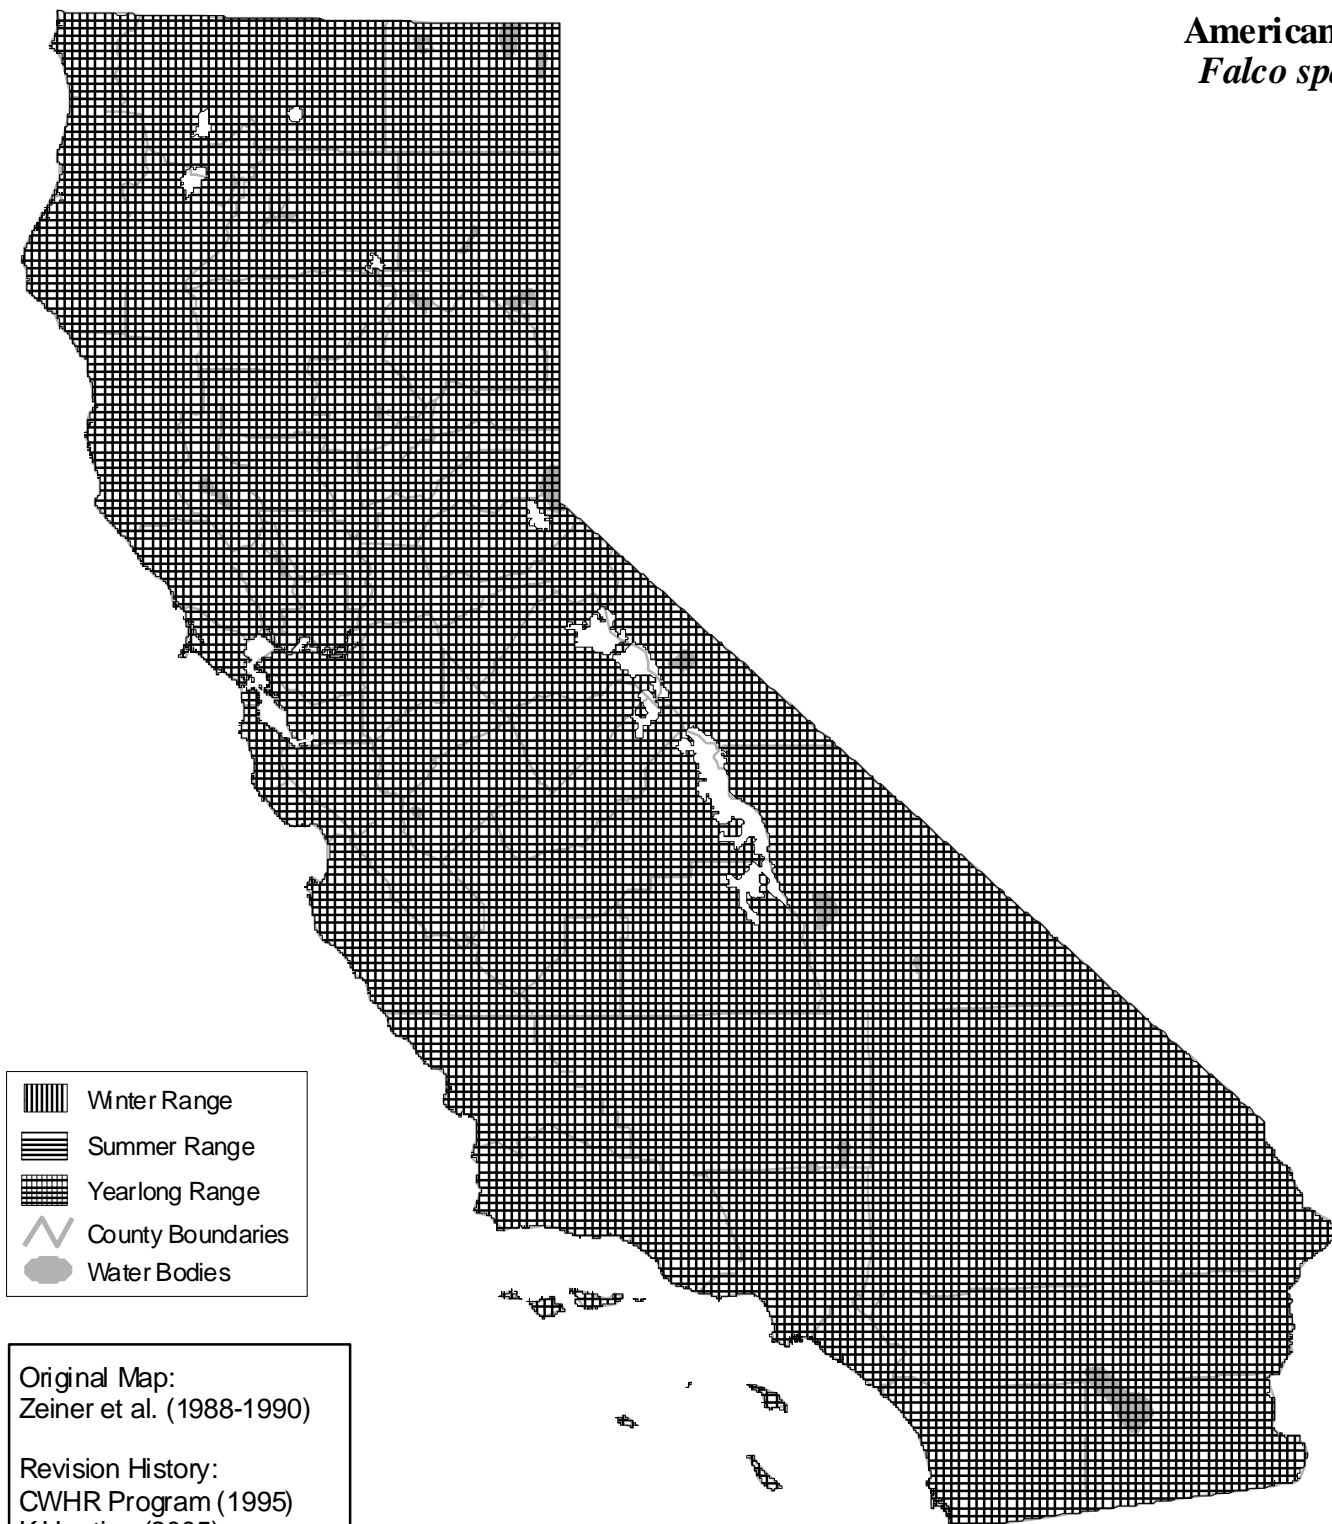 American
Falco
Winter Range
Summer Range
Yearlong Range
County Boundaries
Water Bodies
Original Map:
Zeiner et al. (1988-1990)
Revision History:
CWHR Program (1995)